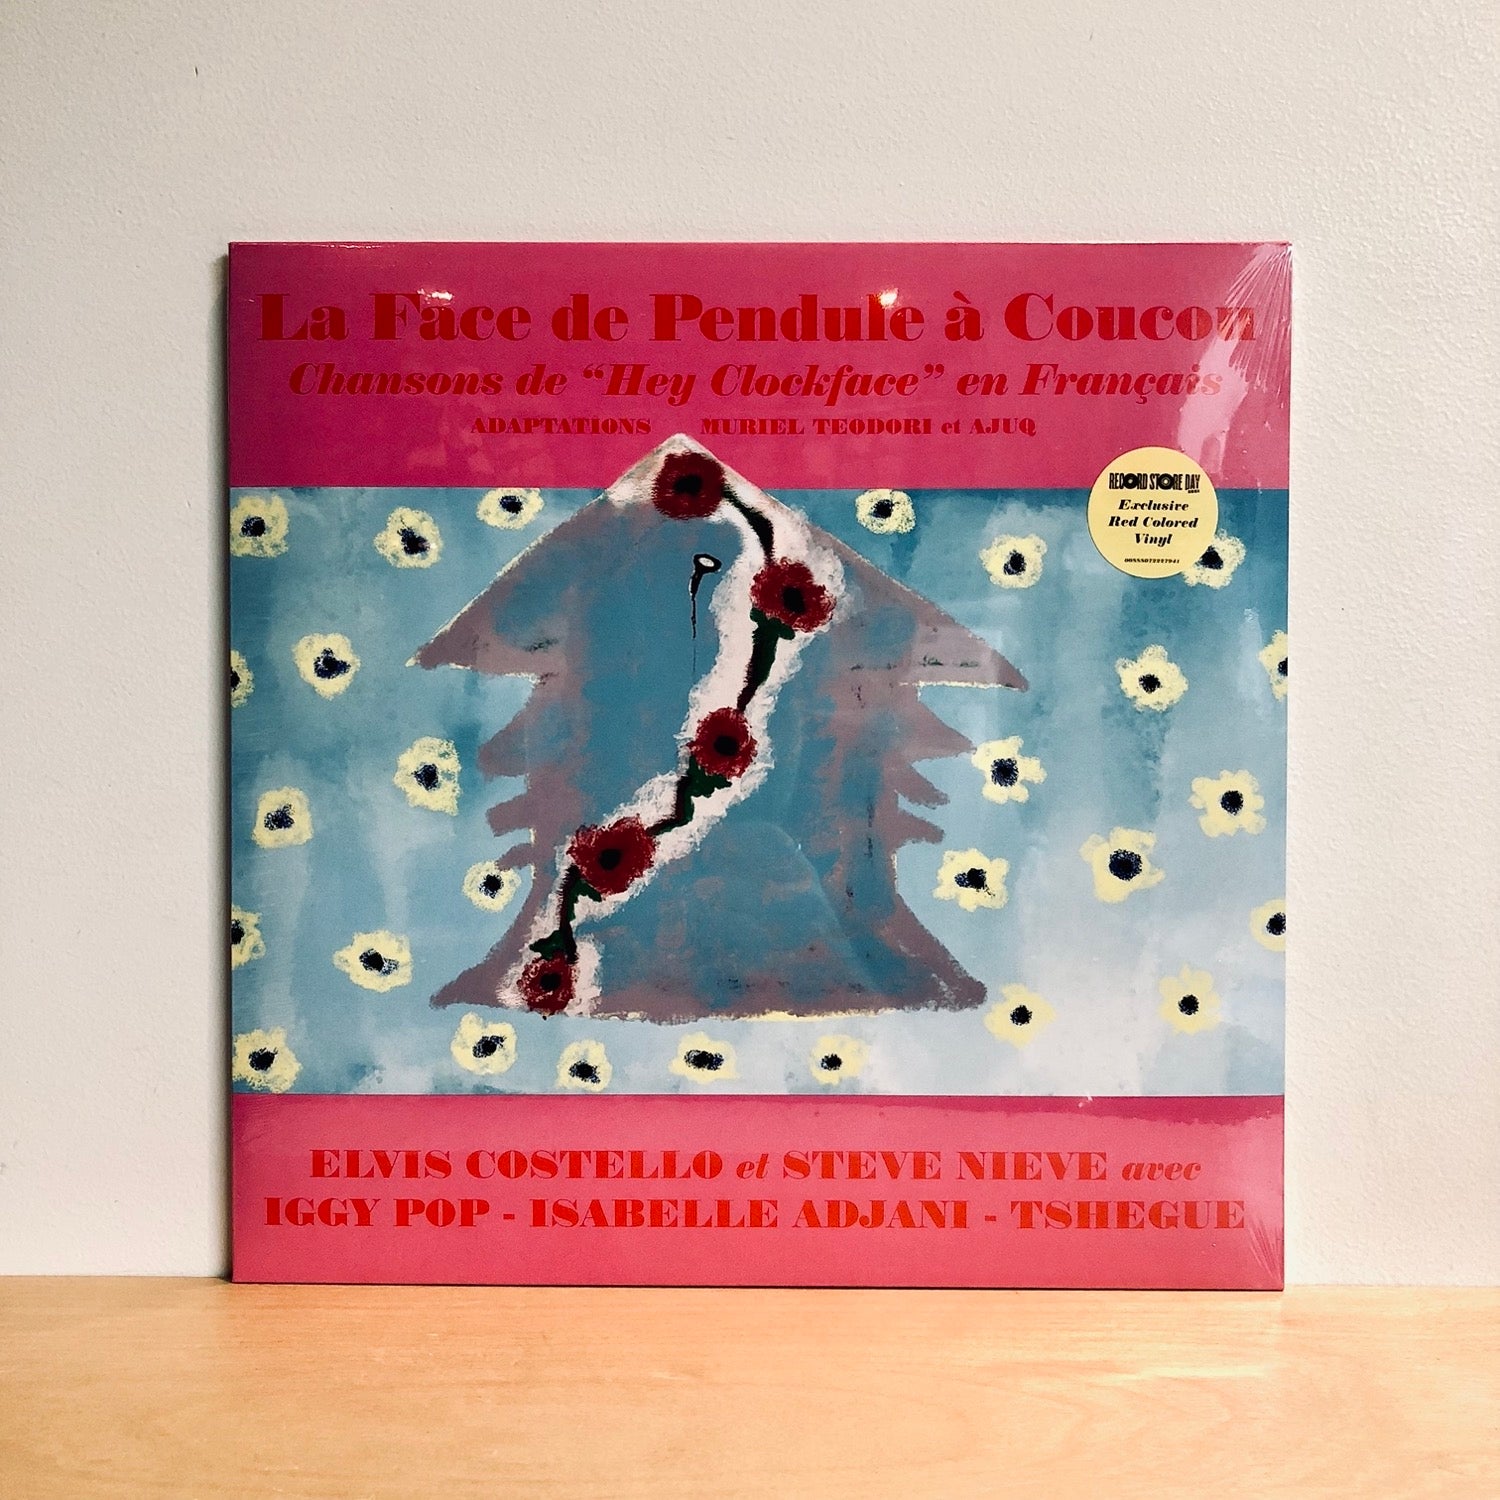 La Face de Pendule à Coucou
Chansons de “Hey Clockface” en Français
ADAPTATIONS MURIEL TEODORI et AJUQ
RECORD STORE DAY
Exclusive
Red Colored
Vinyl
ELVIS COSTELLO et STEVE NIEVE avec
IGGY POP - ISABELLE ADJANI - TSHEGUE